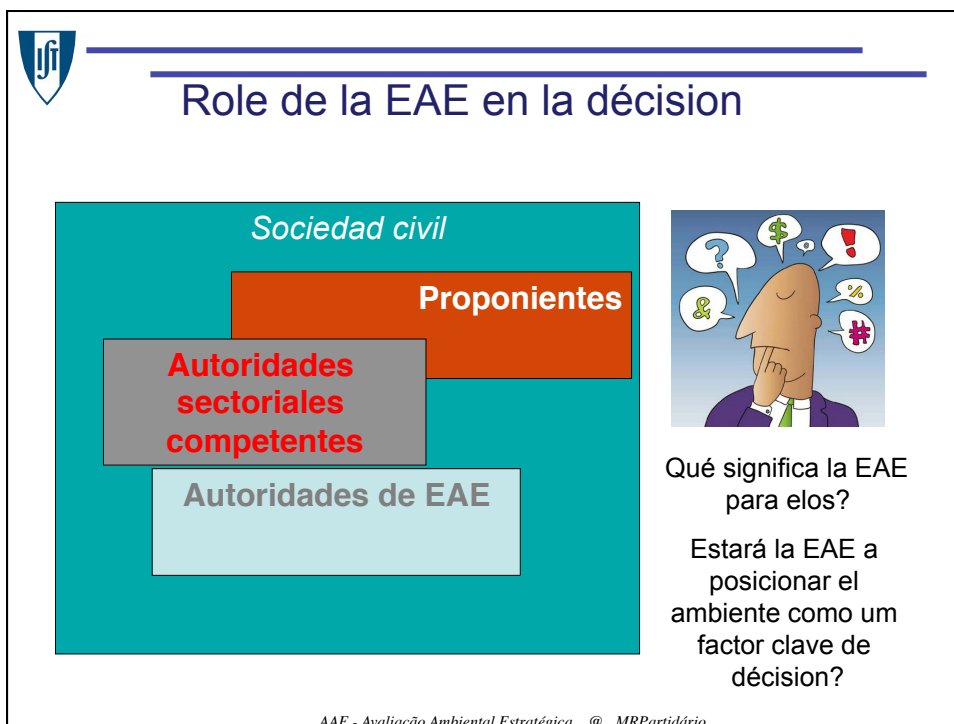 IST
Role de la EAE en la décision
Sociedad civil
Proponientes
Autoridades
sectoriales
competentes
Autoridades de EAE
? $ ! & % #
Qué significa la EAE
para elos?
Estará la EAE a
posicionar el
ambiente como um
factor clave de
décision?
AAE - Avaliação Ambiental Estratégica @ MRPartidário